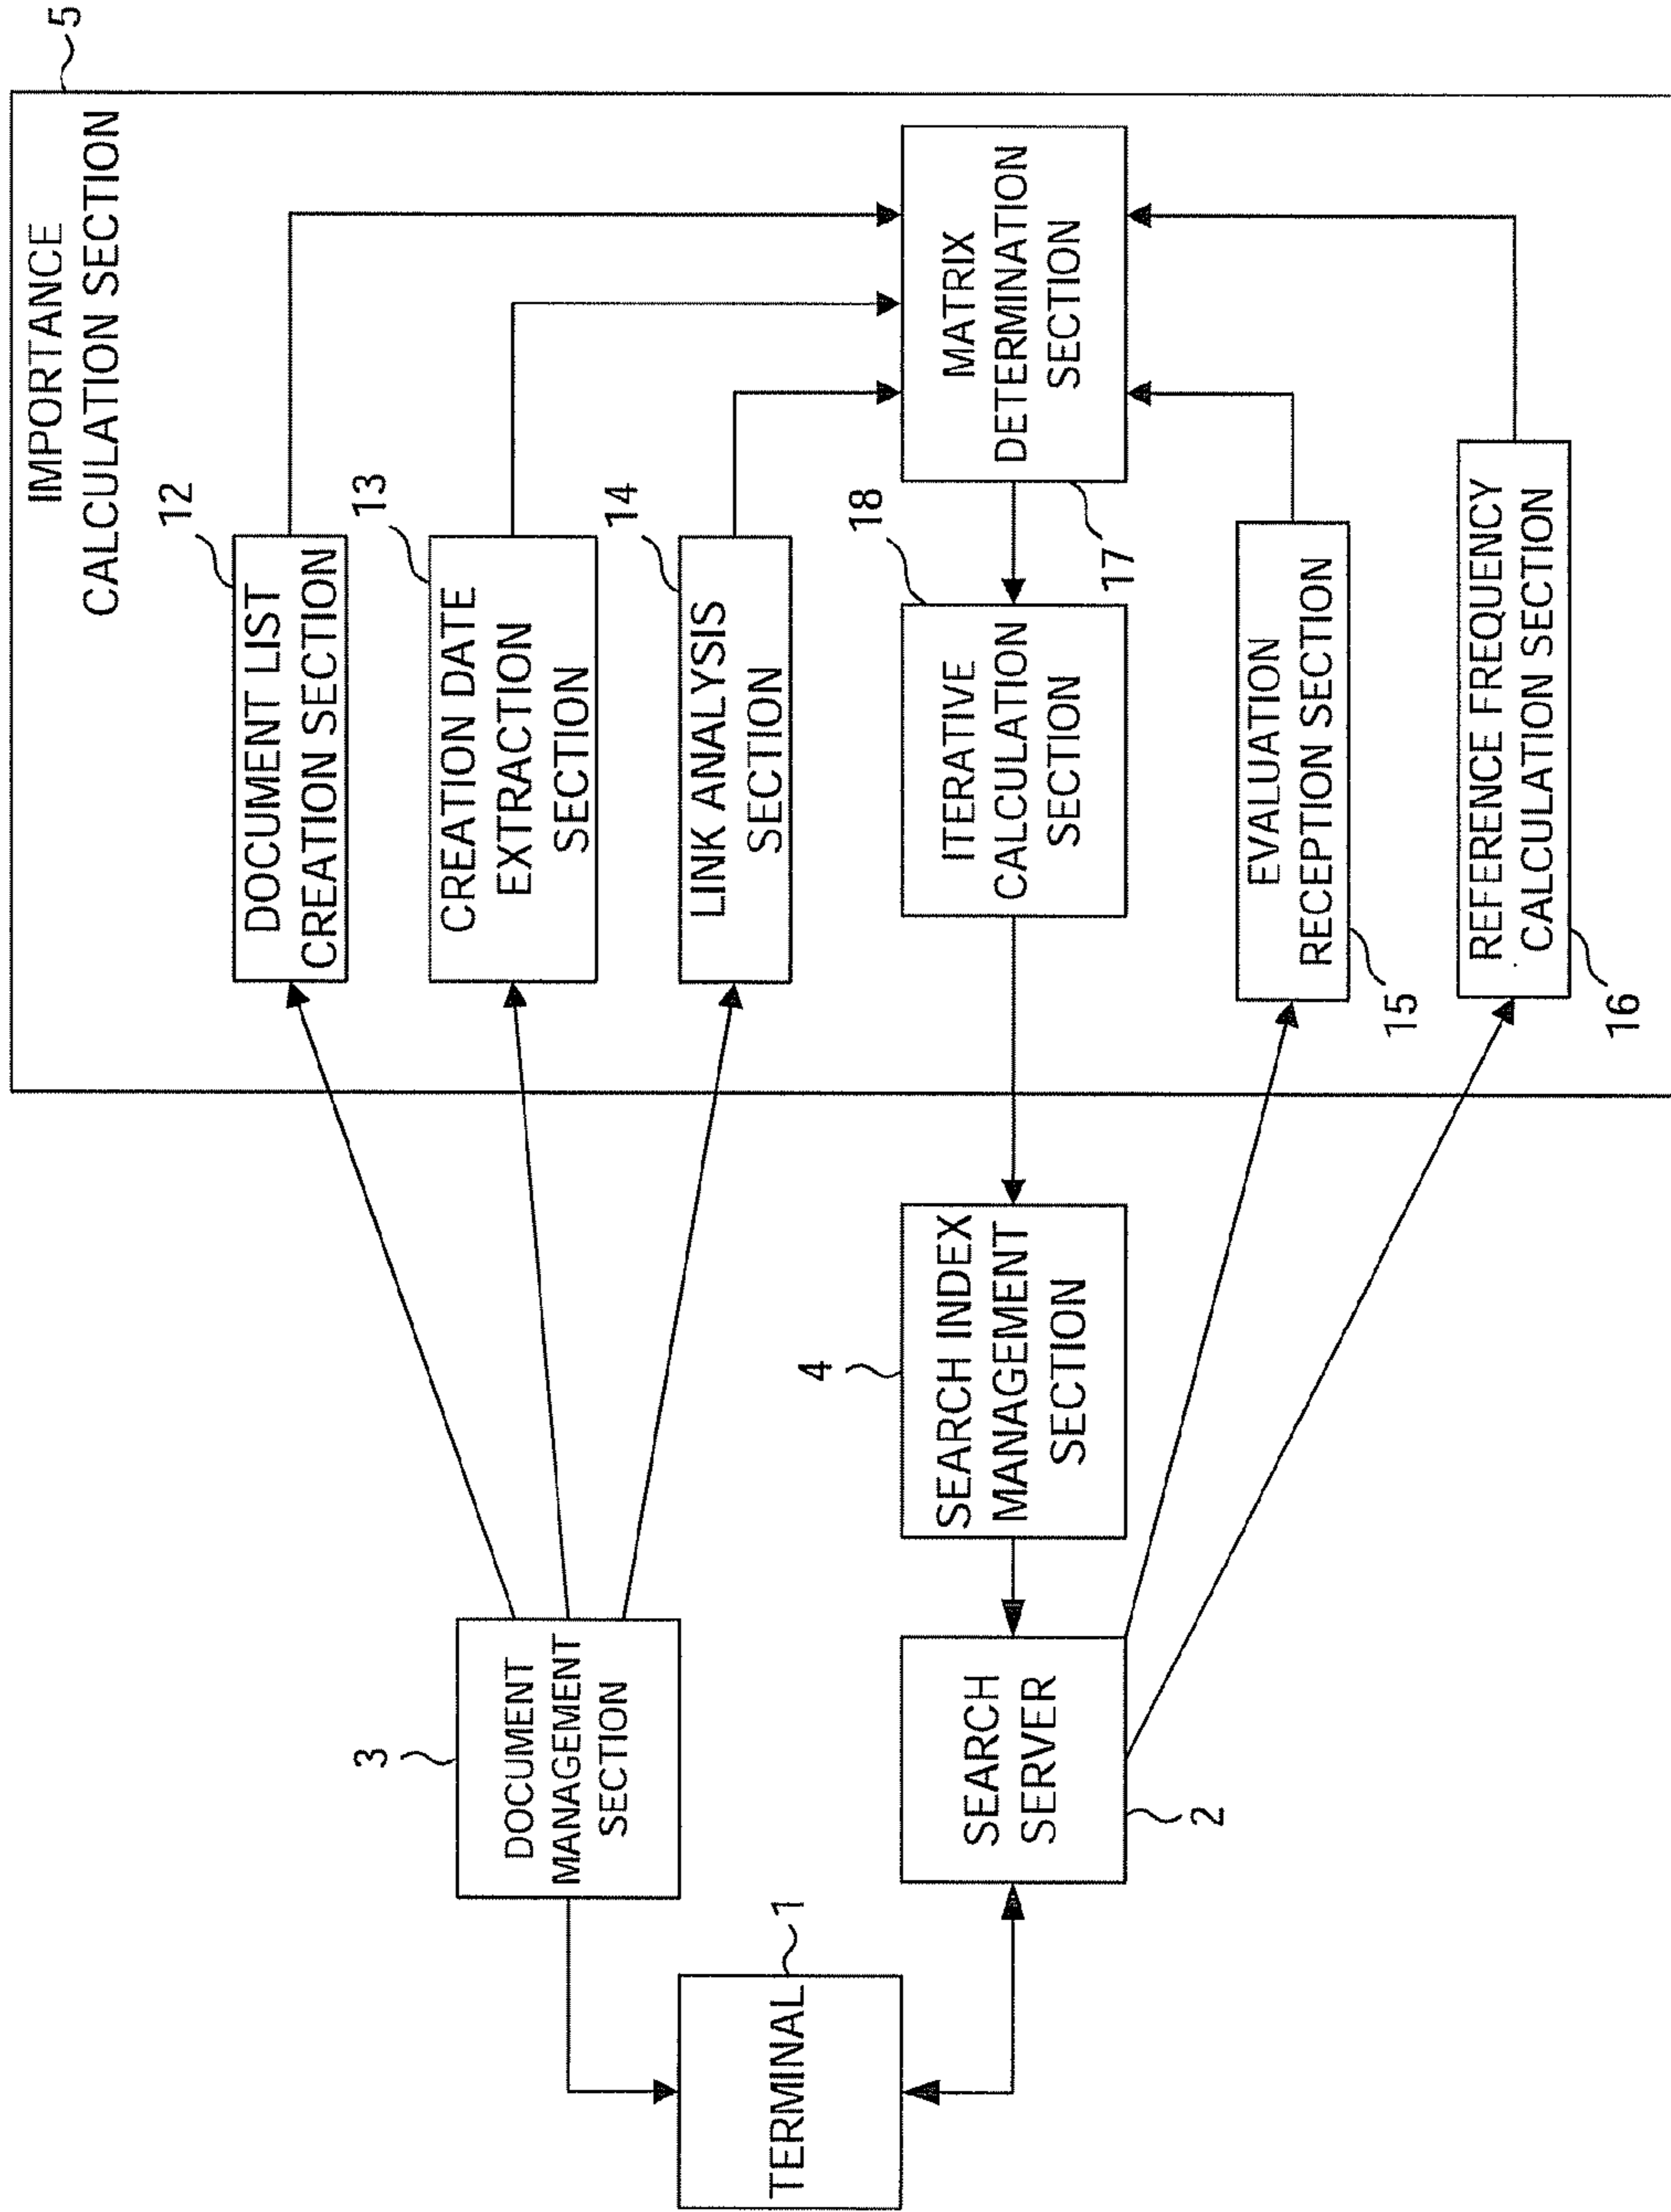 IMPORTANCE
CALCULATION SECTION
5
12
DOCUMENT LIST
CREATION SECTION
13
CREATION DATE
EXTRACTION
SECTION
14
LINK ANALYSIS
SECTION
MATRIX
DETERMINATION
SECTION
17
18
ITERATIVE
CALCULATION
SECTION
EVALUATION
RECEPTION SECTION
15
REFERENCE FREQUENCY
CALCULATION SECTION
16
3
DOCUMENT
MANAGEMENT
SECTION
4
SEARCH INDEX
MANAGEMENT
SECTION
SEARCH
SERVER
2
1
TERMINAL